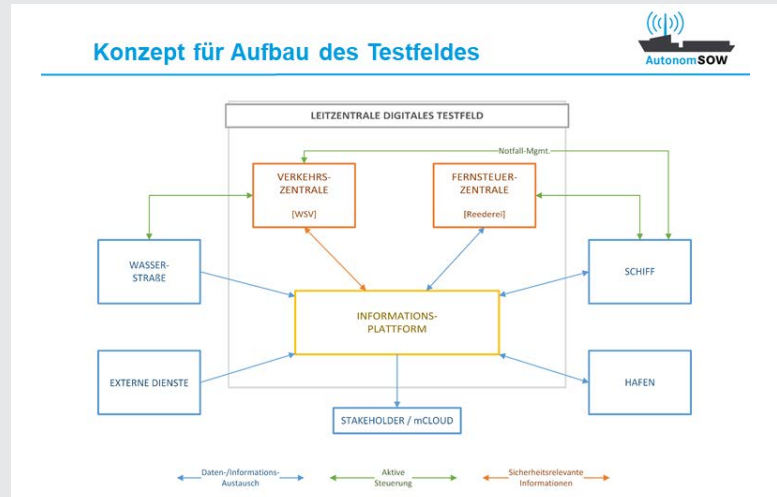 Konzept für Aufbau des Testfeldes
AutonomSOW
LEITZENTRALE DIGITALES TESTFELD
Notfall-Mgmt.
VERKEHRS-
ZENTRALE
[WSV]
FERNSTEUER-
ZENTRALE
[Reederei]
WASSER-
STRAßE
SCHIFF
INFORMATIONS-
PLATTFORM
EXTERNE DIENSTE
HAFEN
STAKEHOLDER / mCLOUD
Daten-/Informations-
Austausch
Aktive
Steuerung
Sicherheitsrelevante
Informationen